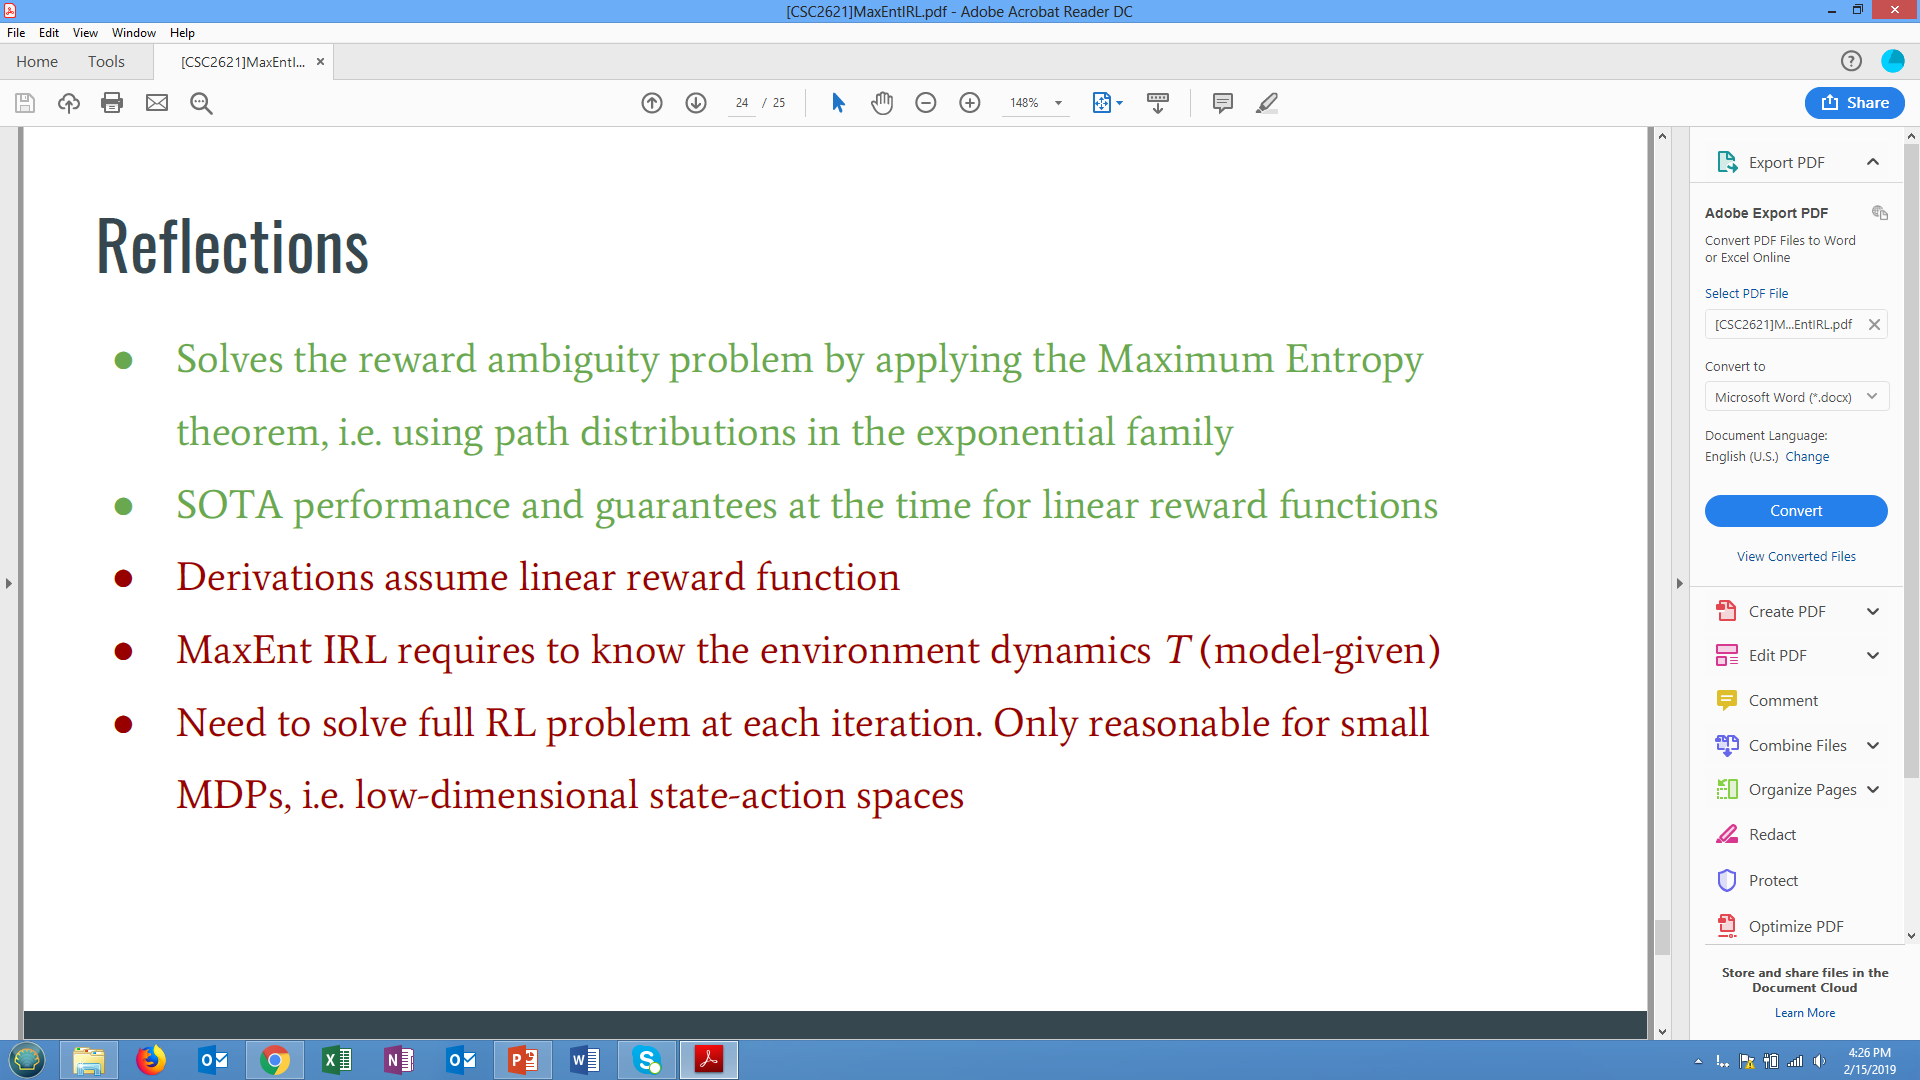 [CSC2621]MaxEntIRL.pdf - Adobe Acrobat Reader DC
File Edit View Window Help
Home Tools [CSC2621]MaxEntI... ×
24 / 25 148% Share
Reflections
● Solves the reward ambiguity problem by applying the Maximum Entropy
theorem, i.e. using path distributions in the exponential family
● SOTA performance and guarantees at the time for linear reward functions
● Derivations assume linear reward function
● MaxEnt IRL requires to know the environment dynamics T (model-given)
● Need to solve full RL problem at each iteration. Only reasonable for small
MDPs, i.e. low-dimensional state-action spaces
Export PDF
Adobe Export PDF
Convert PDF Files to Word
or Excel Online
Select PDF File
[CSC2621]M...EntIRL.pdf
Convert to
Microsoft Word (*.docx)
Document Language:
English (U.S.) Change
Convert
View Converted Files
Create PDF
Edit PDF
Comment
Combine Files
Organize Pages
Redact
Protect
Optimize PDF
Store and share files in the
Document Cloud
Learn More
4:26 PM
2/15/2019